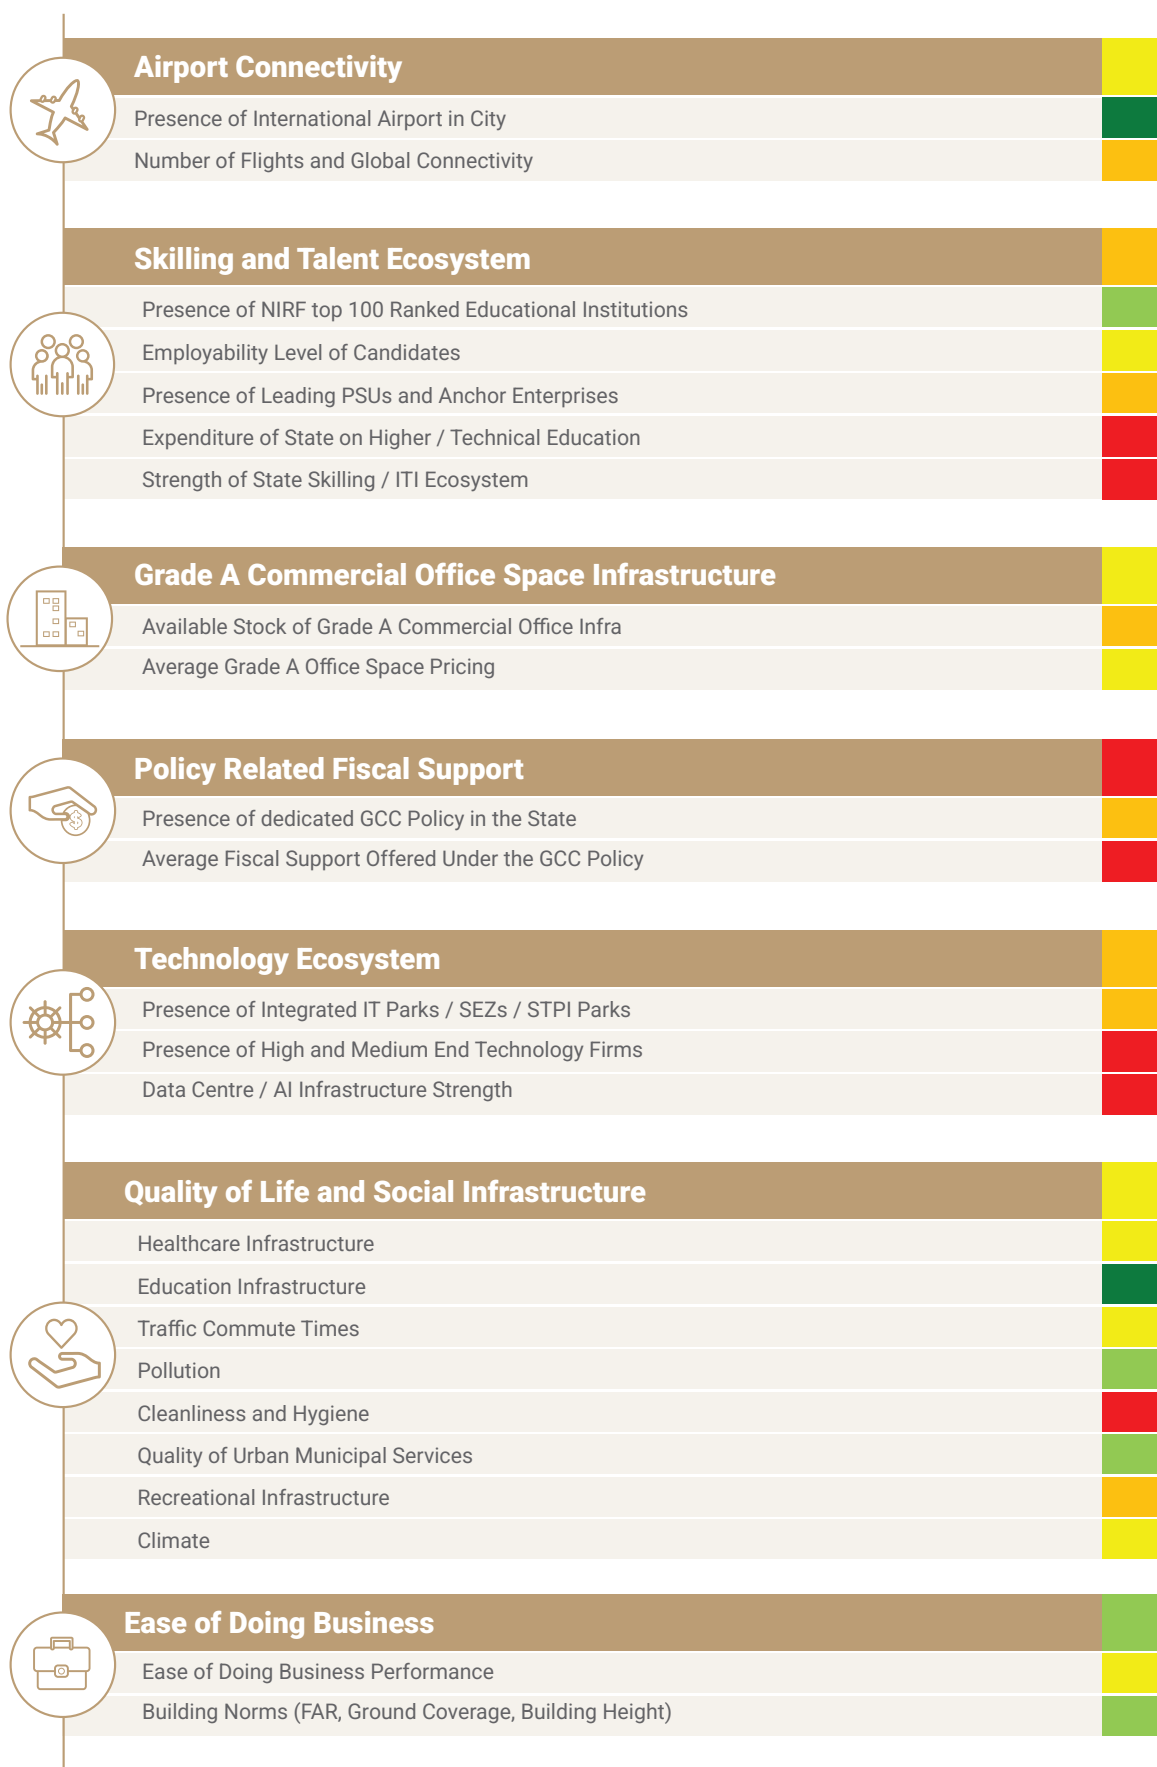 Airport Connectivity
Presence of International Airport in City
Number of Flights and Global Connectivity
Skilling and Talent Ecosystem
Presence of NIRF top 100 Ranked Educational Institutions
Employability Level of Candidates
Presence of Leading PSUs and Anchor Enterprises
Expenditure of State on Higher / Technical Education
Strength of State Skilling / ITI Ecosystem
Grade A Commercial Office Space Infrastructure
Available Stock of Grade A Commercial Office Infra
Average Grade A Office Space Pricing
Policy Related Fiscal Support
$
Presence of dedicated GCC Policy in the State
Average Fiscal Support Offered Under the GCC Policy
Technology Ecosystem
Presence of Integrated IT Parks / SEZs / STPI Parks
Presence of High and Medium End Technology Firms
Data Centre / AI Infrastructure Strength
Quality of Life and Social Infrastructure
Healthcare Infrastructure
Education Infrastructure
Traffic Commute Times
Pollution
Cleanliness and Hygiene
Quality of Urban Municipal Services
Recreational Infrastructure
Climate
Ease of Doing Business
Ease of Doing Business Performance
Building Norms (FAR, Ground Coverage, Building Height)